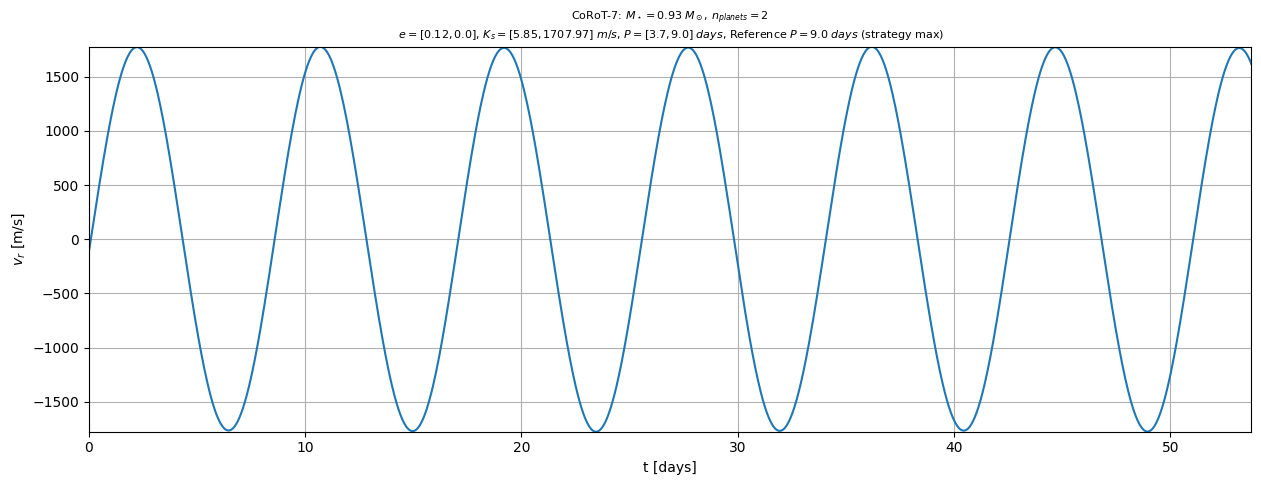 CoRoT-7: M⋆ = 0.93 M⊙, n_planets = 2
e = [0.12, 0.0], K_s = [5.85, 1707.97] m/s, P = [3.7, 9.0] days, Reference P = 9.0 days (strategy max)
v_r [m/s]
1500
1000
500
0
−500
−1000
−1500
0 10 20 30 40 50
t [days]